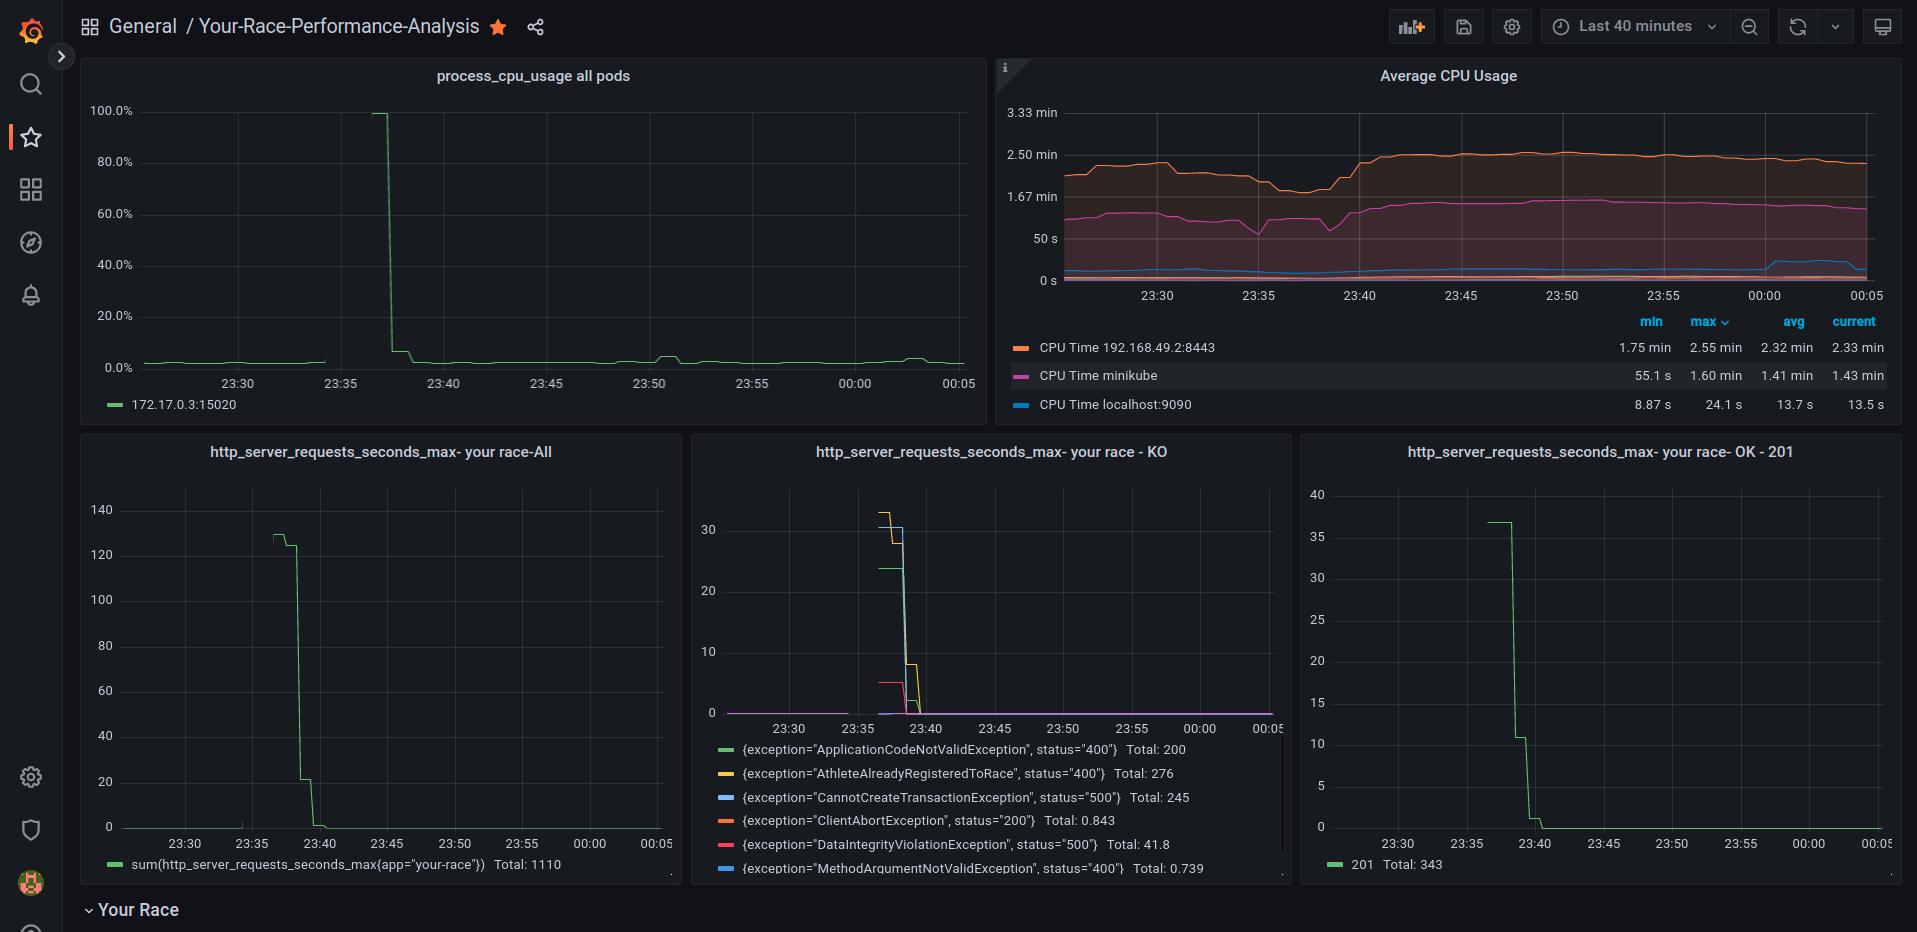 General / Your-Race-Performance-Analysis
Last 40 minutes
process_cpu_usage all pods
100.0%
80.0%
60.0%
40.0%
20.0%
0.0%
23:30 23:35 23:40 23:45 23:50 23:55 00:00 00:05
172.17.0.3:15020
i
Average CPU Usage
3.33 min
2.50 min
1.67 min
50 s
0 s
23:30 23:35 23:40 23:45 23:50 23:55 00:00 00:05
min max avg current
CPU Time 192.168.49.2:8443 1.75 min 2.55 min 2.32 min 2.33 min
CPU Time minikube 55.1 s 1.60 min 1.41 min 1.43 min
CPU Time localhost:9090 8.87 s 24.1 s 13.7 s 13.5 s
http_server_requests_seconds_max- your race-All
140
120
100
80
60
40
20
0
23:30 23:35 23:40 23:45 23:50 23:55 00:00 00:05
sum(http_server_requests_seconds_max{app="your-race"}) Total: 1110
http_server_requests_seconds_max- your race - KO
30
20
10
0
23:30 23:35 23:40 23:45 23:50 23:55 00:00 00:05
{exception="ApplicationCodeNotValidException", status="400"} Total: 200
{exception="AthleteAlreadyRegisteredToRace", status="400"} Total: 276
{exception="CannotCreateTransactionException", status="500"} Total: 245
{exception="ClientAbortException", status="200"} Total: 0.843
{exception="DataIntegrityViolationException", status="500"} Total: 41.8
{exception="MethodArgumentNotValidException", status="400"} Total: 0.739
http_server_requests_seconds_max- your race- OK - 201
40
35
30
25
20
15
10
5
0
23:30 23:35 23:40 23:45 23:50 23:55 00:00 00:05
201 Total: 343
Your Race